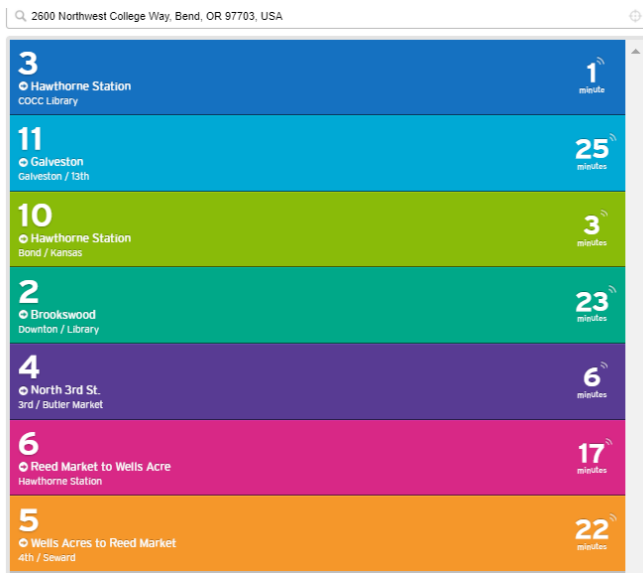 2600 Northwest College Way, Bend, OR 97703, USA
3
Hawthorne Station
COCC Library
1
minute
11
Galveston
Galveston / 13th
25
minutes
10
Hawthorne Station
Bond / Kansas
3
minutes
2
Brookswood
Downton / Library
23
minutes
4
North 3rd St.
3rd / Butler Market
6
minutes
6
Reed Market to Wells Acre
Hawthorne Station
17
minutes
5
Wells Acres to Reed Market
4th / Seward
22
minutes